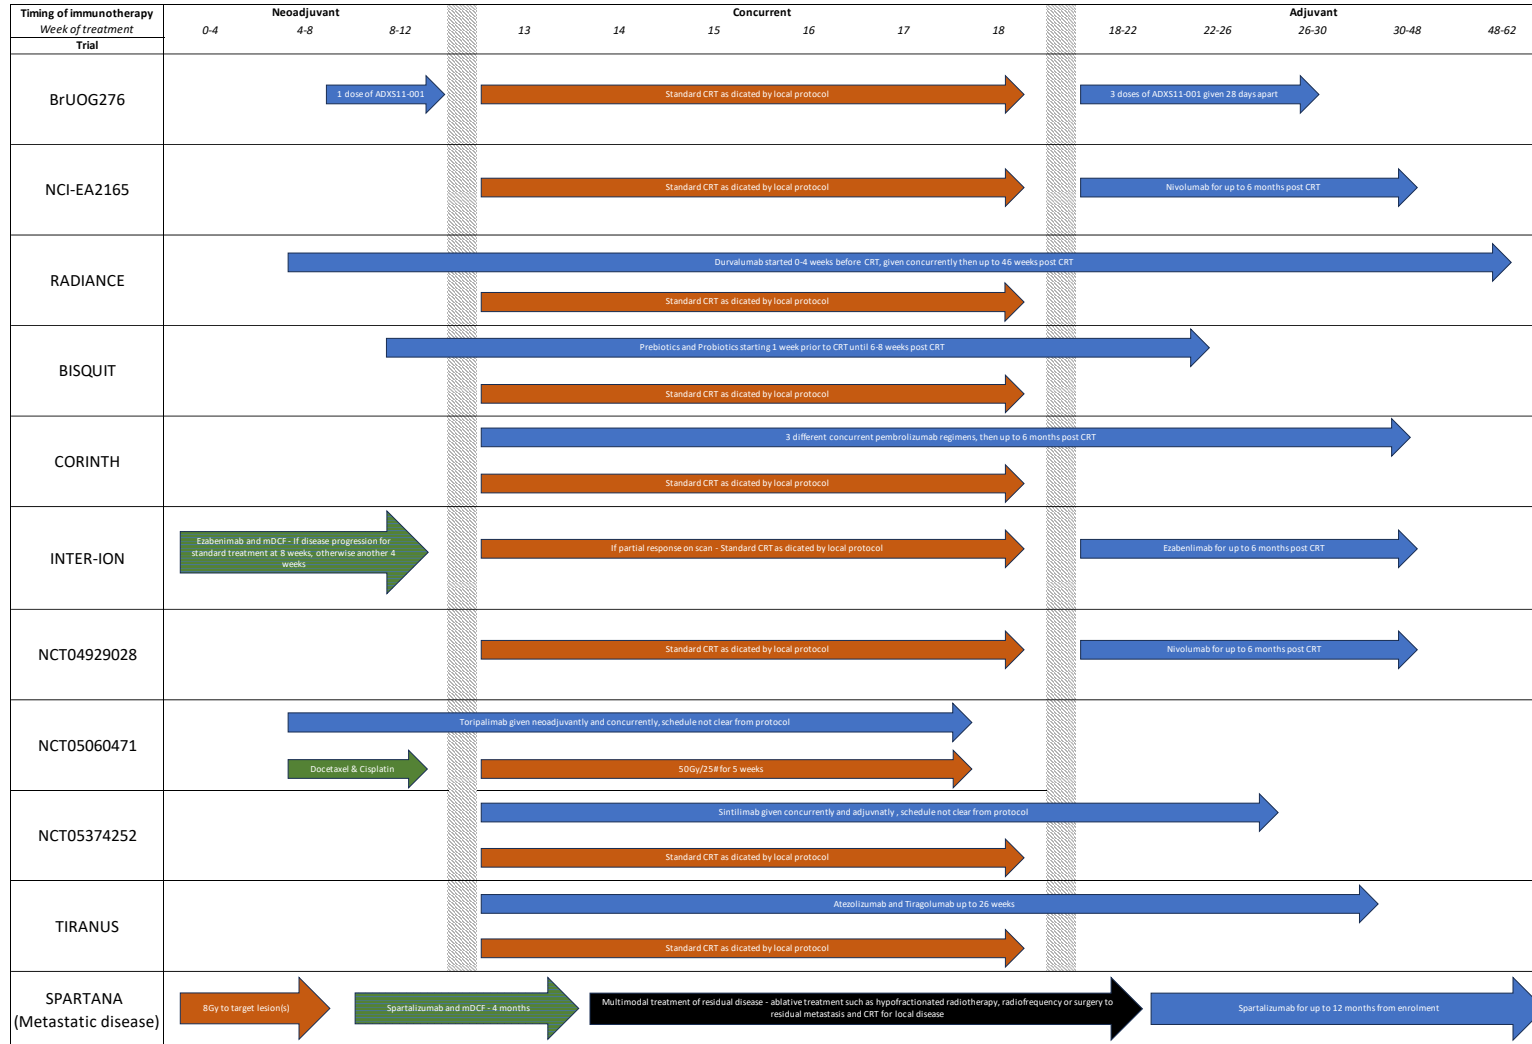 Timing of immunotherapy
Neoadjuvant
Concurrent
Adjuvant
Week of treatment
0-4
4-8
8-12
13
14
15
16
17
18
18-22
22-26
26-30
30-48
48-62
Trial
BrUOG276
1 dose of ADXS11-001
Standard CRT as dicated by local protocol
3 doses of ADXS11-001 given 28 days apart
NCI-EA2165
Standard CRT as dicated by local protocol
Nivolumab for up to 6 months post CRT
RADIANCE
Durvalumab started 0-4 weeks before CRT, given concurrently then up to 46 weeks post CRT
Standard CRT as dicated by local protocol
BISQUIT
Prebiotics and Probiotics starting 1 week prior to CRT until 6-8 weeks post CRT
Standard CRT as dicated by local protocol
CORINTH
3 different concurrent pembrolizumab regimens, then up to 6 months post CRT
Standard CRT as dicated by local protocol
INTER-ION
Ezabenimab and mDCF - If disease progression for
standard treatment at 8 weeks, otherwise another 4
weeks
If partial response on scan - Standard CRT as dicated by local protocol
Ezabenlimab for up to 6 months post CRT
NCT04929028
Standard CRT as dicated by local protocol
Nivolumab for up to 6 months post CRT
NCT05060471
Toripalimab given neoadjuvantly and concurrently, schedule not clear from protocol
Docetaxel & Cisplatin
50Gy/25# for 5 weeks
NCT05374252
Sintilimab given concurrently and adjuvnatly , schedule not clear from protocol
Standard CRT as dicated by local protocol
TIRANUS
Atezolizumab and Tiragolumab up to 26 weeks
Standard CRT as dicated by local protocol
SPARTANA
(Metastatic disease)
8Gy to target lesion(s)
Spartalizumab and mDCF - 4 months
Multimodal treatment of residual disease - ablative treatment such as hypofractionated radiotherapy, radiofrequency or surgery to
residual metastasis and CRT for local disease
Spartalizumab for up to 12 months from enrolment